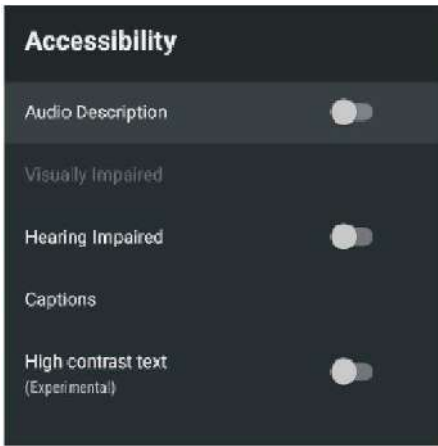 Accessibility
Audio Description
Visually Impaired
Hearing Impaired
Captions
High contrast text
(Experimental)